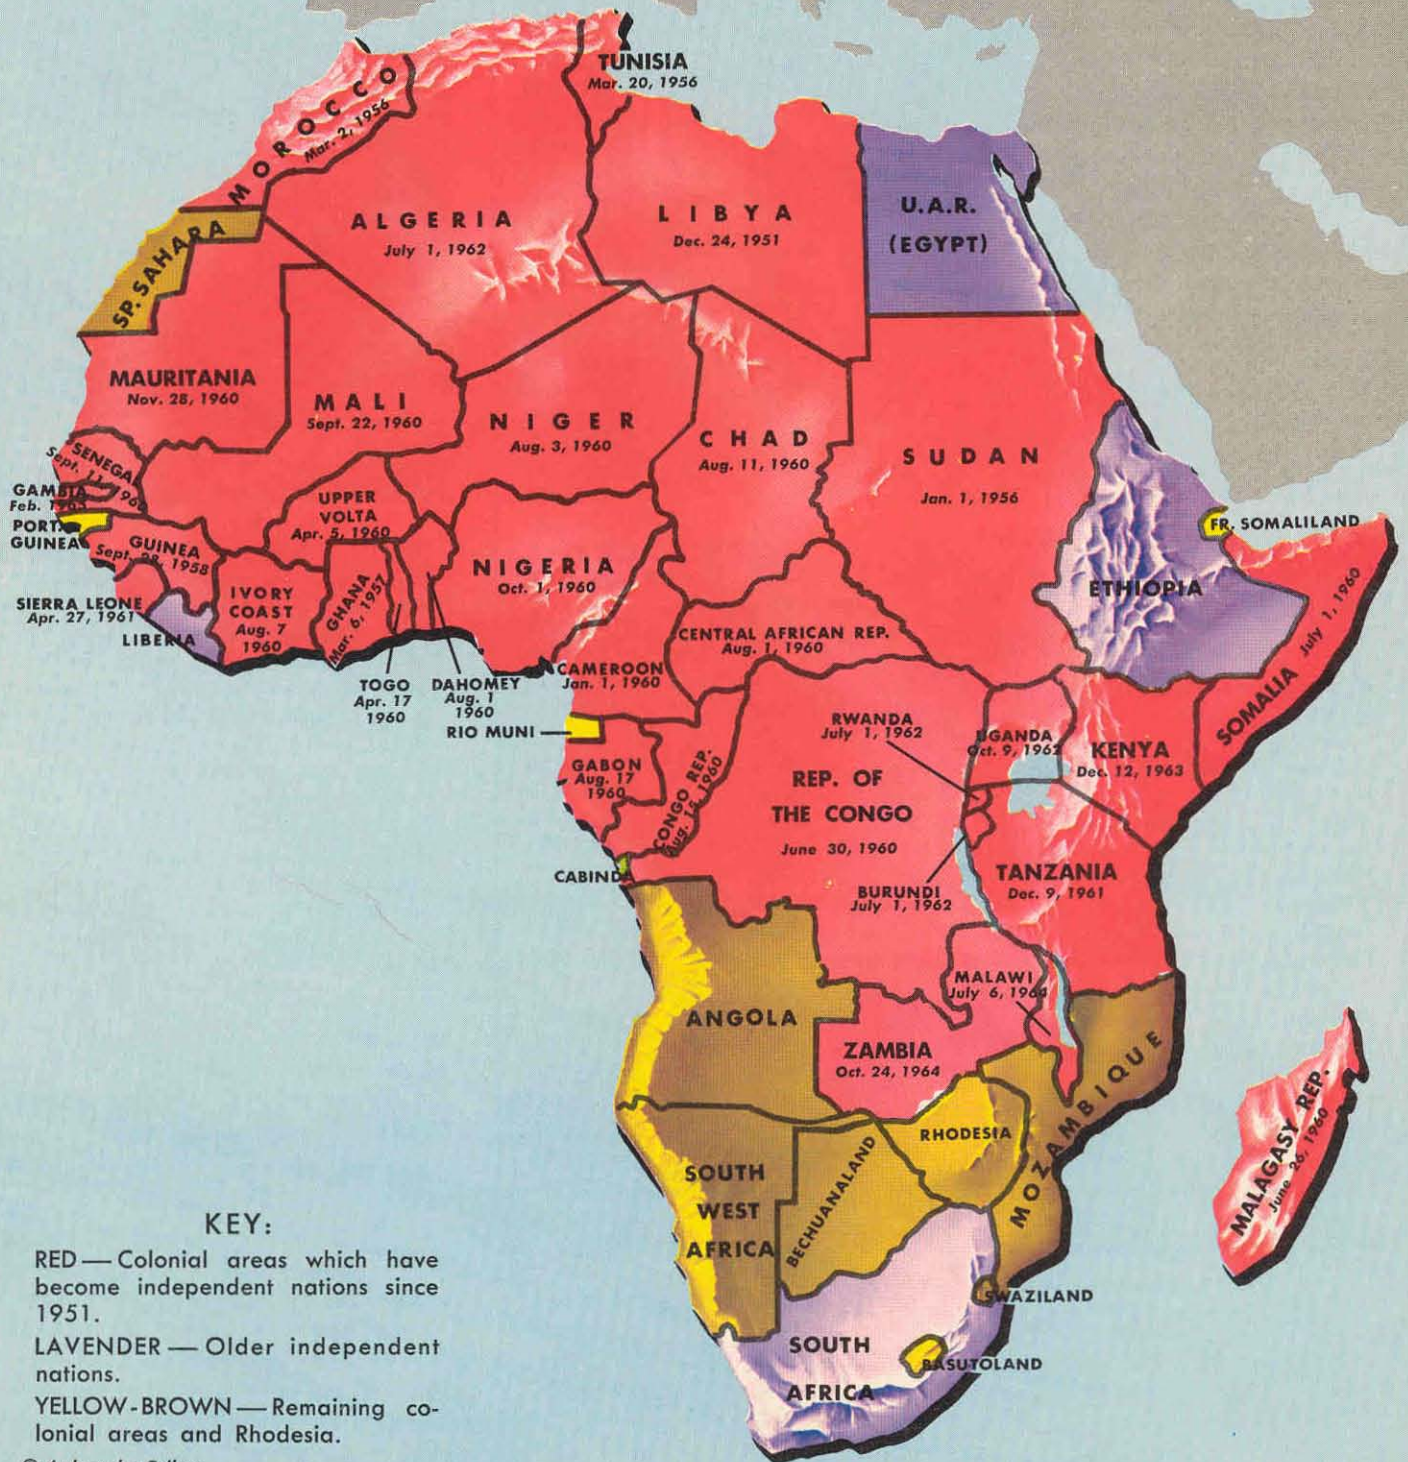 TUNISIA
Mar. 20, 1956
MOROCCO
Mar. 2, 1956
ALGERIA
July 1, 1962
LIBYA
Dec. 24, 1951
U.A.R.
(EGYPT)
SP. SAHARA
MAURITANIA
Nov. 28, 1960
MALI
Sept. 22, 1960
NIGER
Aug. 3, 1960
CHAD
Aug. 11, 1960
SUDAN
Jan. 1, 1956
SENEGAL
Sept. 11, 1960
GAMBIA
Feb. 1965
PORT.
GUINEA
GUINEA
Sept. 28, 1958
UPPER
VOLTA
Apr. 5, 1960
FR. SOMALILAND
NIGERIA
Oct. 1, 1960
ETHIOPIA
SIERRA LEONE
Apr. 27, 1961
LIBERIA
IVORY
COAST
Aug. 7
1960
GHANA
Mar. 6, 1957
SOMALIA July 1, 1960
CENTRAL AFRICAN REP.
Aug. 1, 1960
CAMEROON
Jan. 1, 1960
TOGO
Apr. 17
1960
DAHOMEY
Aug. 1
1960
RIO MUNI
RWANDA
July 1, 1962
UGANDA
Oct. 9, 1962
KENYA
Dec. 12, 1963
GABON
Aug. 17
1960
CONGO REP.
Aug. 15, 1960
REP. OF
THE CONGO
June 30, 1960
CABINDA
BURUNDI
July 1, 1962
TANZANIA
Dec. 9, 1961
MALAWI
July 6, 1964
ANGOLA
ZAMBIA
Oct. 24, 1964
MOZAMBIQUE
RHODESIA
MALAGASY REP.
June 26, 1960
SOUTH
WEST
AFRICA
BECHUANALAND
SWAZILAND
SOUTH
AFRICA
BASUTOLAND
KEY:
RED — Colonial areas which have
become independent nations since
1951.
LAVENDER — Older independent
nations.
YELLOW-BROWN — Remaining co-
lonial areas and Rhodesia.